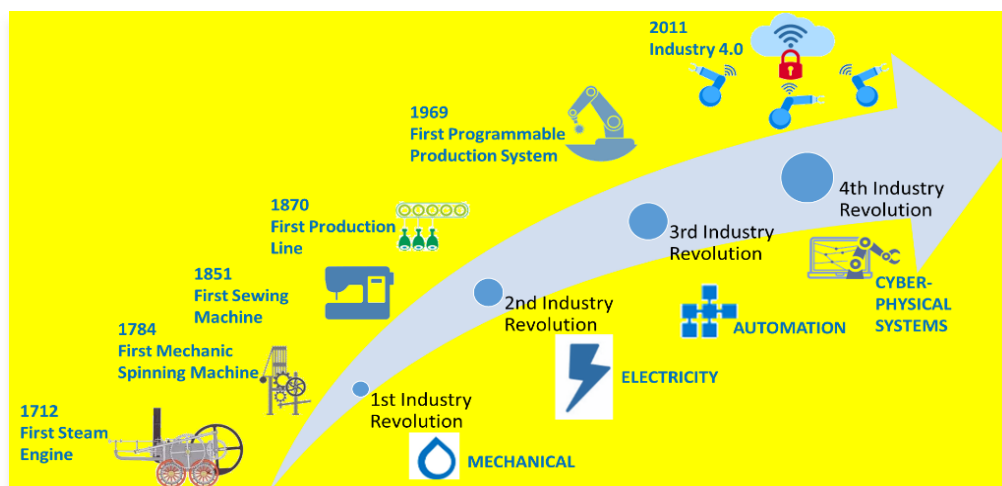 2011
Industry 4.0
1969
First Programmable
Production System
1870
First Production
Line
1851
First Sewing
Machine
1784
First Mechanic
Spinning Machine
1712
First Steam
Engine
1st Industry
Revolution
MECHANICAL
2nd Industry
Revolution
ELECTRICITY
3rd Industry
Revolution
AUTOMATION
4th Industry
Revolution
CYBER-
PHYSICAL
SYSTEMS